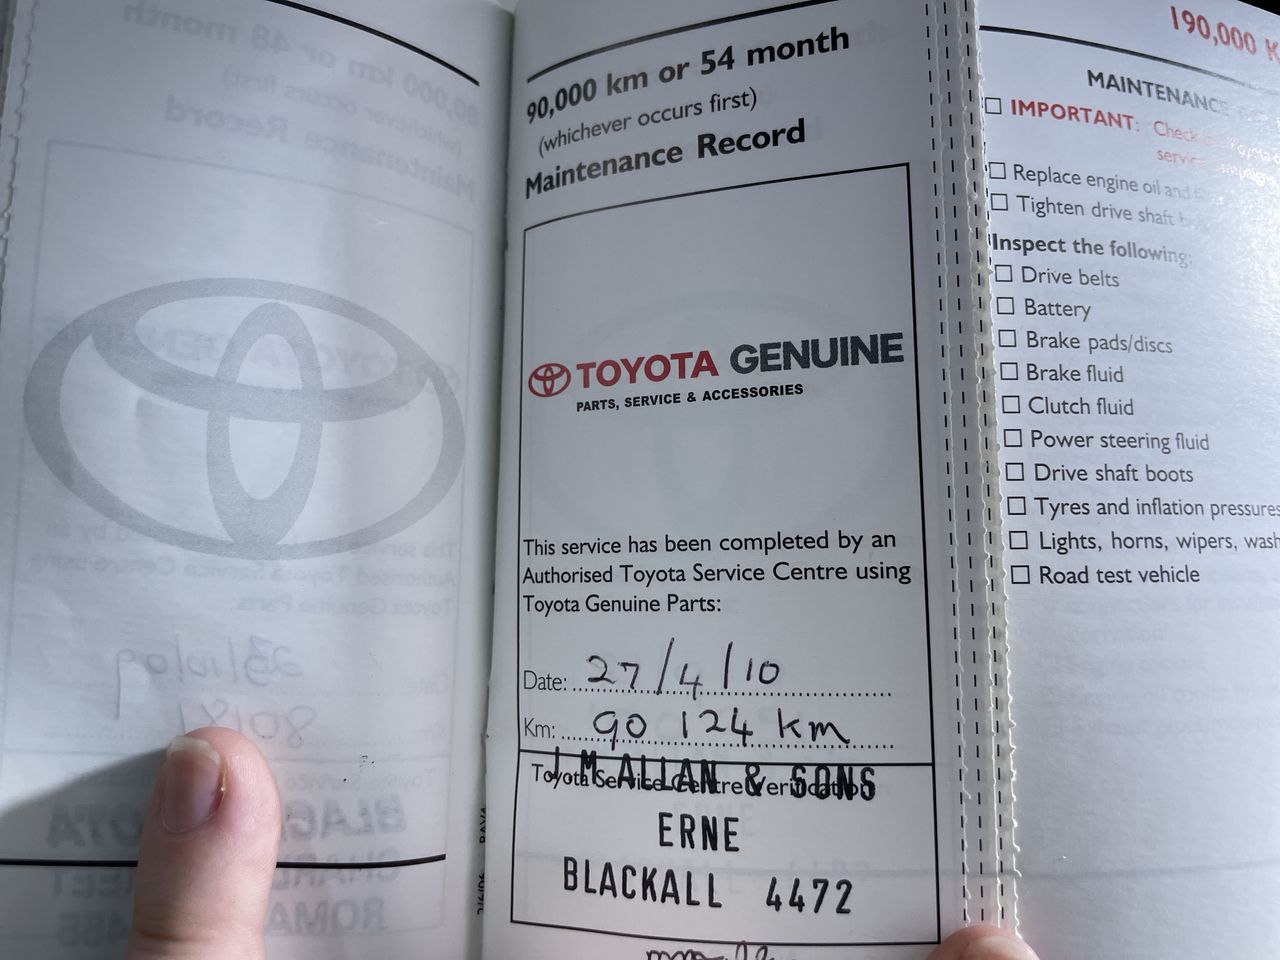 90,000 km or 54 month
(whichever occurs first)
Maintenance Record
TOYOTA GENUINE
PARTS, SERVICE & ACCESSORIES
This service has been completed by an
Authorised Toyota Service Centre using
Toyota Genuine Parts:
Date: 27/4/10
Km: 90 124 km
Toyota Service Centre Verification
J M ALLAN & SONS
ERNE
BLACKALL 4472
190,000 K
MAINTENANCE
IMPORTANT: Check
service
Replace engine oil and
Tighten drive shaft
Inspect the following:
Drive belts
Battery
Brake pads/discs
Brake fluid
Clutch fluid
Power steering fluid
Drive shaft boots
Tyres and inflation pressures
Lights, horns, wipers, wash
Road test vehicle